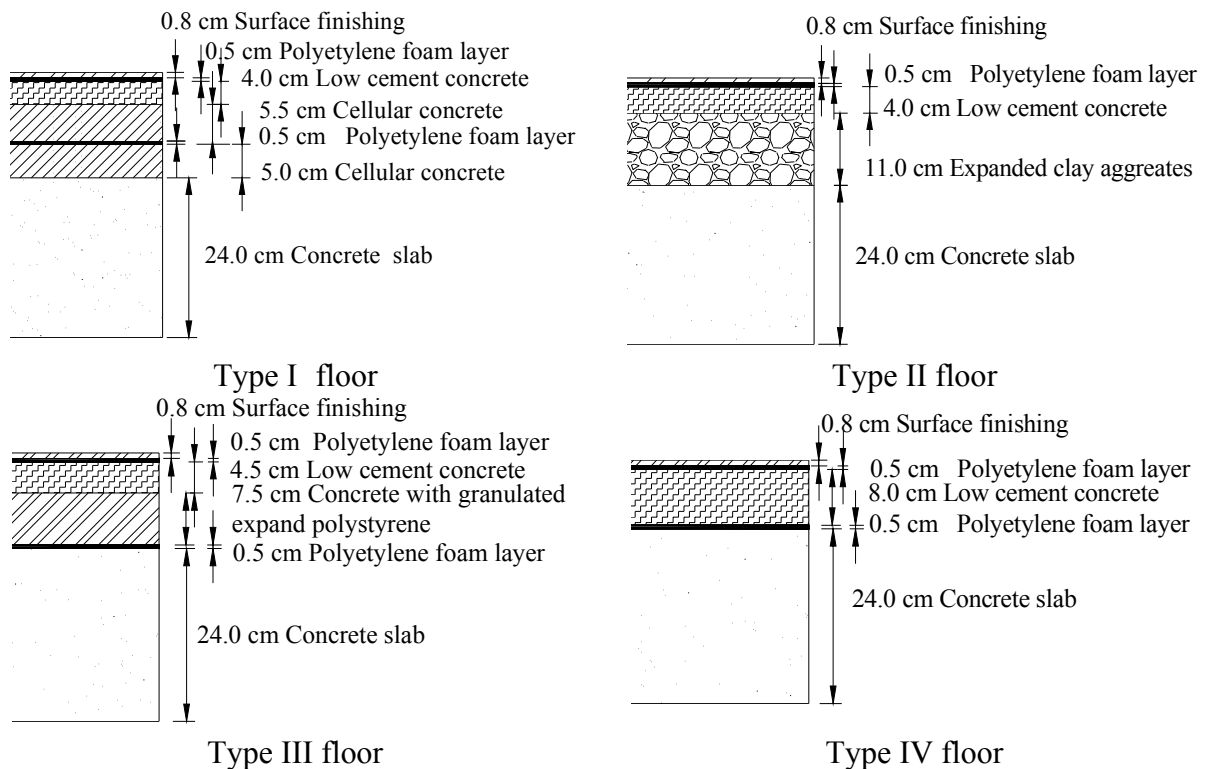 0.8 cm Surface finishing
0.5 cm Polyetylene foam layer
4.0 cm Low cement concrete
5.5 cm Cellular concrete
0.5 cm Polyetylene foam layer
5.0 cm Cellular concrete
24.0 cm Concrete slab
Type I floor
0.8 cm Surface finishing
0.5 cm Polyetylene foam layer
4.0 cm Low cement concrete
11.0 cm Expanded clay aggreates
24.0 cm Concrete slab
Type II floor
0.8 cm Surface finishing
0.5 cm Polyetylene foam layer
4.5 cm Low cement concrete
7.5 cm Concrete with granulated
expand polystyrene
0.5 cm Polyetylene foam layer
24.0 cm Concrete slab
Type III floor
0.8 cm Surface finishing
0.5 cm Polyetylene foam layer
8.0 cm Low cement concrete
0.5 cm Polyetylene foam layer
24.0 cm Concrete slab
Type IV floor